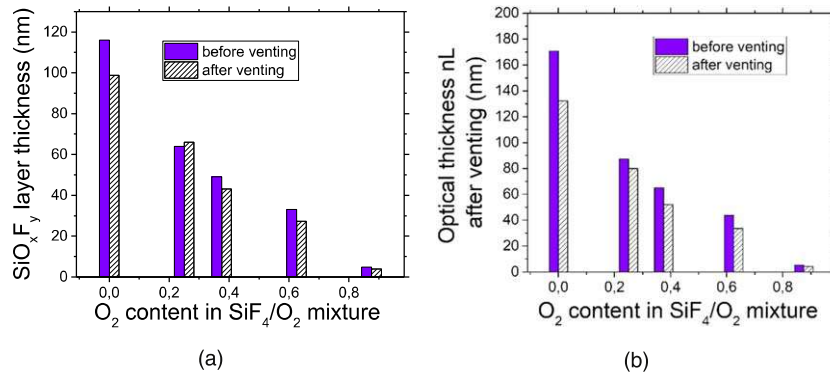 (a)
120
100
80
60
40
20
0
SiOxFy layer thickness (nm)
before venting
after venting
0,0 0,2 0,4 0,6 0,8
O2 content in SiF4/O2 mixture
(a)
200
180
160
140
120
100
80
60
40
20
0
Optical thickness nL
after venting (nm)
before venting
after venting
0,0 0,2 0,4 0,6 0,8
O2 content in SiF4/O2 mixture
(b)